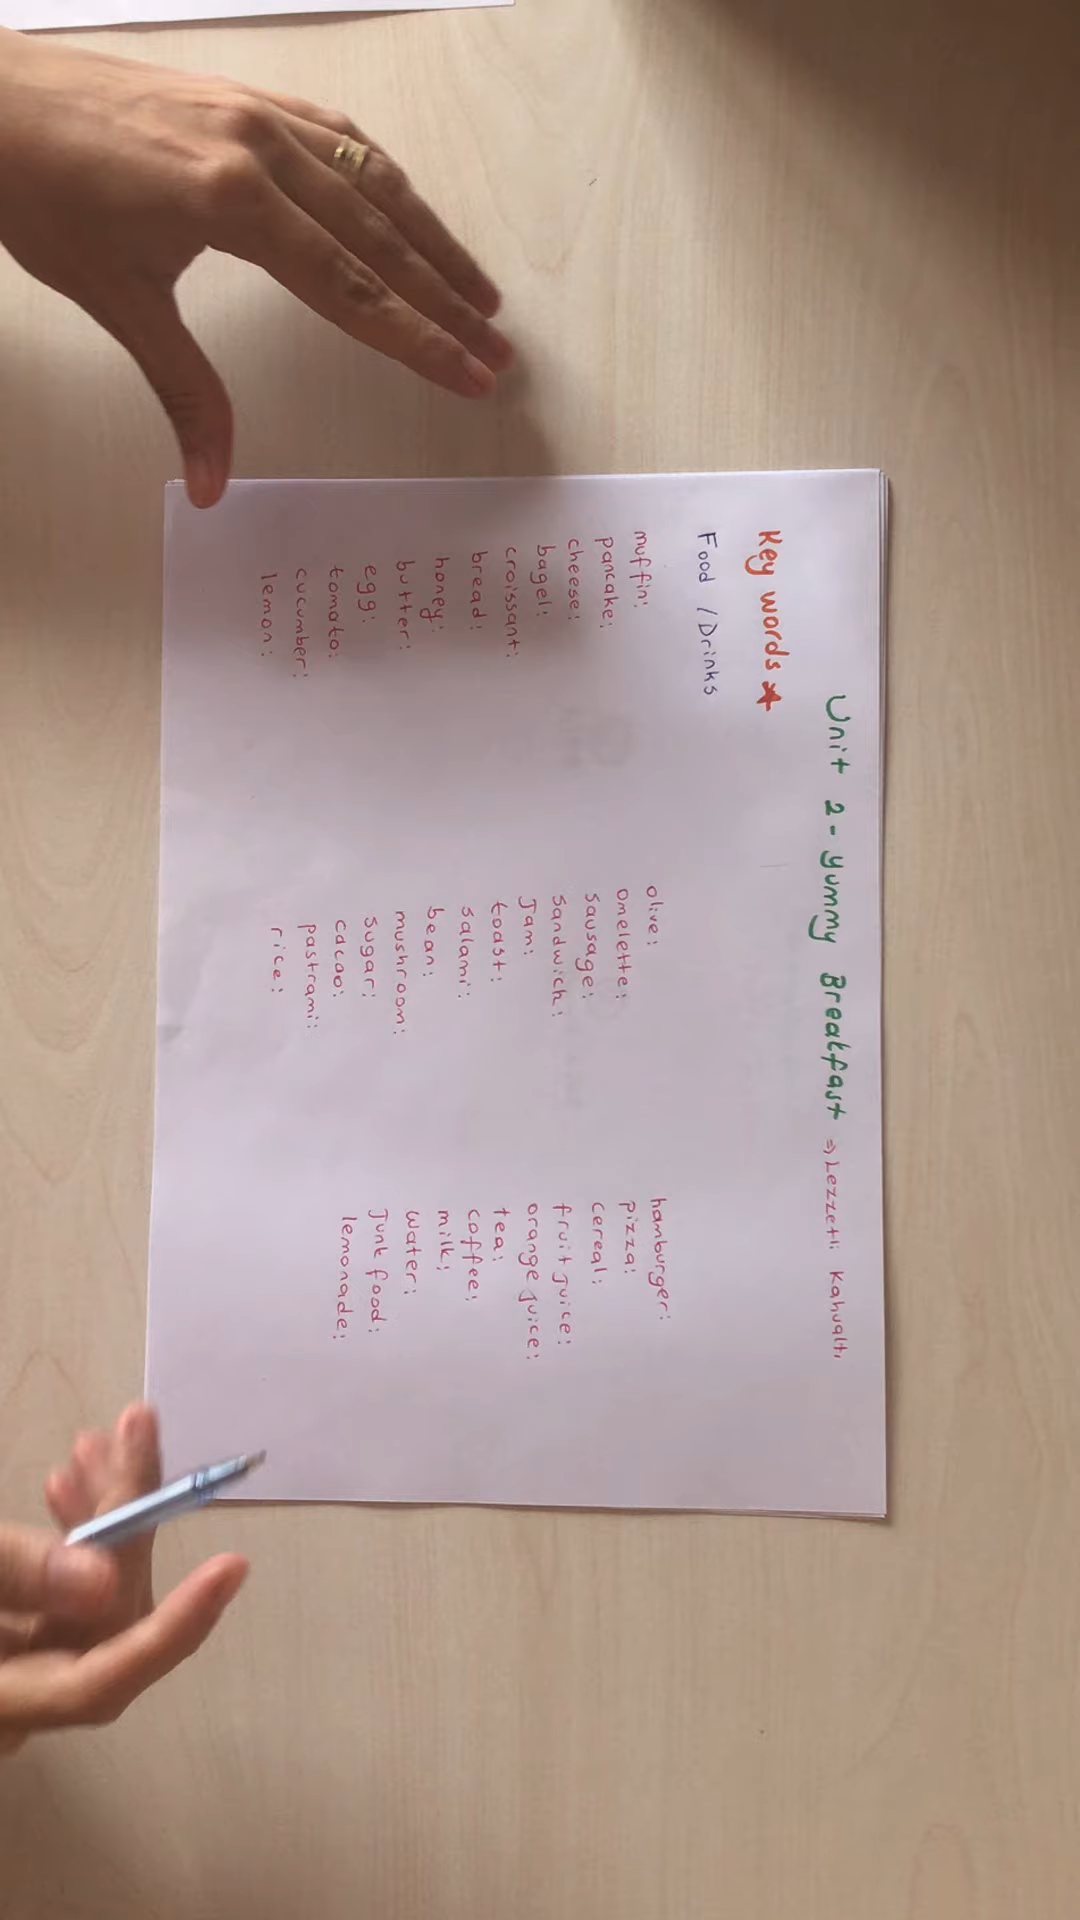 Unit 2 - Yummy Breakfast => Lezzetli Kahvaltı
Key words ★
Food / Drinks
muffin:
pancake:
cheese:
bagel:
croissant:
bread:
honey:
butter:
egg:
tomato:
cucumber:
lemon:
olive:
omelette:
sausage:
sandwich:
Jam:
toast:
salami:
bean:
mushroom:
sugar:
cacao:
pastrami:
rice:
hamburger:
pizza:
cereal:
fruit juice:
orange juice:
tea:
coffee:
milk:
water:
Junk food:
lemonade: